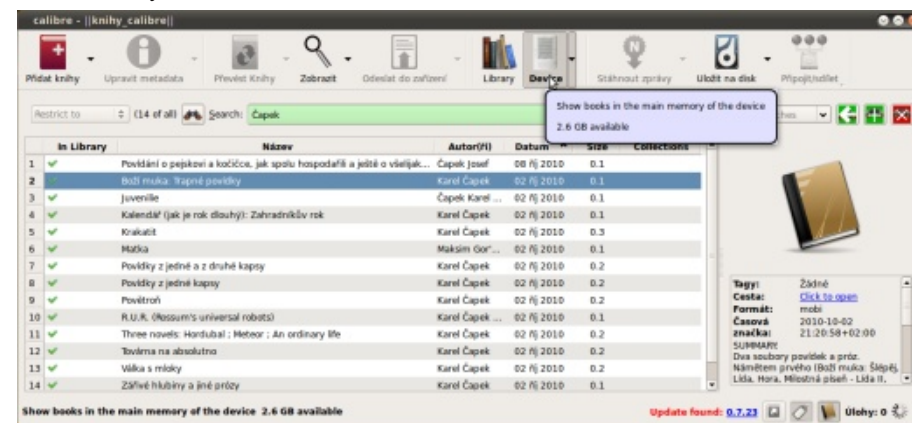 calibre - ||knihy_calibre||
Přidat knihy Upravit metadata Převést Knihy Zobrazit Odeslat do zařízení Library Device Stáhnout zprávy Uložit na disk Připojit/sdílet
Show books in the main memory of the device
2.6 GB available
Restrict to (14 of all) Search: Čapek
In Library Název Autor(ři) Datum Size Collections
1 Povídání o pejskovi a kočičce, jak spolu hospodařili a ještě o všelijak... Čapek Josef 08 říj 2010 0.1
2 Boží muka: Trapné povídky Karel Čapek 02 říj 2010 0.1
3 Juvenilie Čapek Karel ... 02 říj 2010 0.1
4 Kalendář (jak je rok dlouhý): Zahradníkův rok Karel Čapek 02 říj 2010 0.1
5 Krakatit Karel Čapek 02 říj 2010 0.3
6 Matka Maksim Gor'... 02 říj 2010 0.1
7 Povídky z jedné a z druhé kapsy Karel Čapek 02 říj 2010 0.2
8 Povídky z jedné kapsy Karel Čapek 02 říj 2010 0.2
9 Povětroň Karel Čapek 02 říj 2010 0.2
10 R.U.R. (Rossum's universal robots) Karel Čapek ... 02 říj 2010 0.1
11 Three novels: Hordubal ; Meteor ; An ordinary life Karel Čapek 02 říj 2010 0.2
12 Továrna na absolutno Karel Čapek 02 říj 2010 0.2
13 Válka s mloky Karel Čapek 02 říj 2010 0.2
14 Zářivé hlubiny a jiné prózy Karel Čapek 02 říj 2010 0.1
Tagy: Žádné
Cesta: Click to open
Formát: mobi
Časová značka: 2010-10-02 21:20:58+02:00
SUMMARY:
Dva soubory povídek a próz.
Námětem prvého (Boží muka: Šlépěj,
Lída, Hora, Milostná píseň - Lída II,
Show books in the main memory of the device 2.6 GB available
Update found: 0.7.23 Úlohy: 0